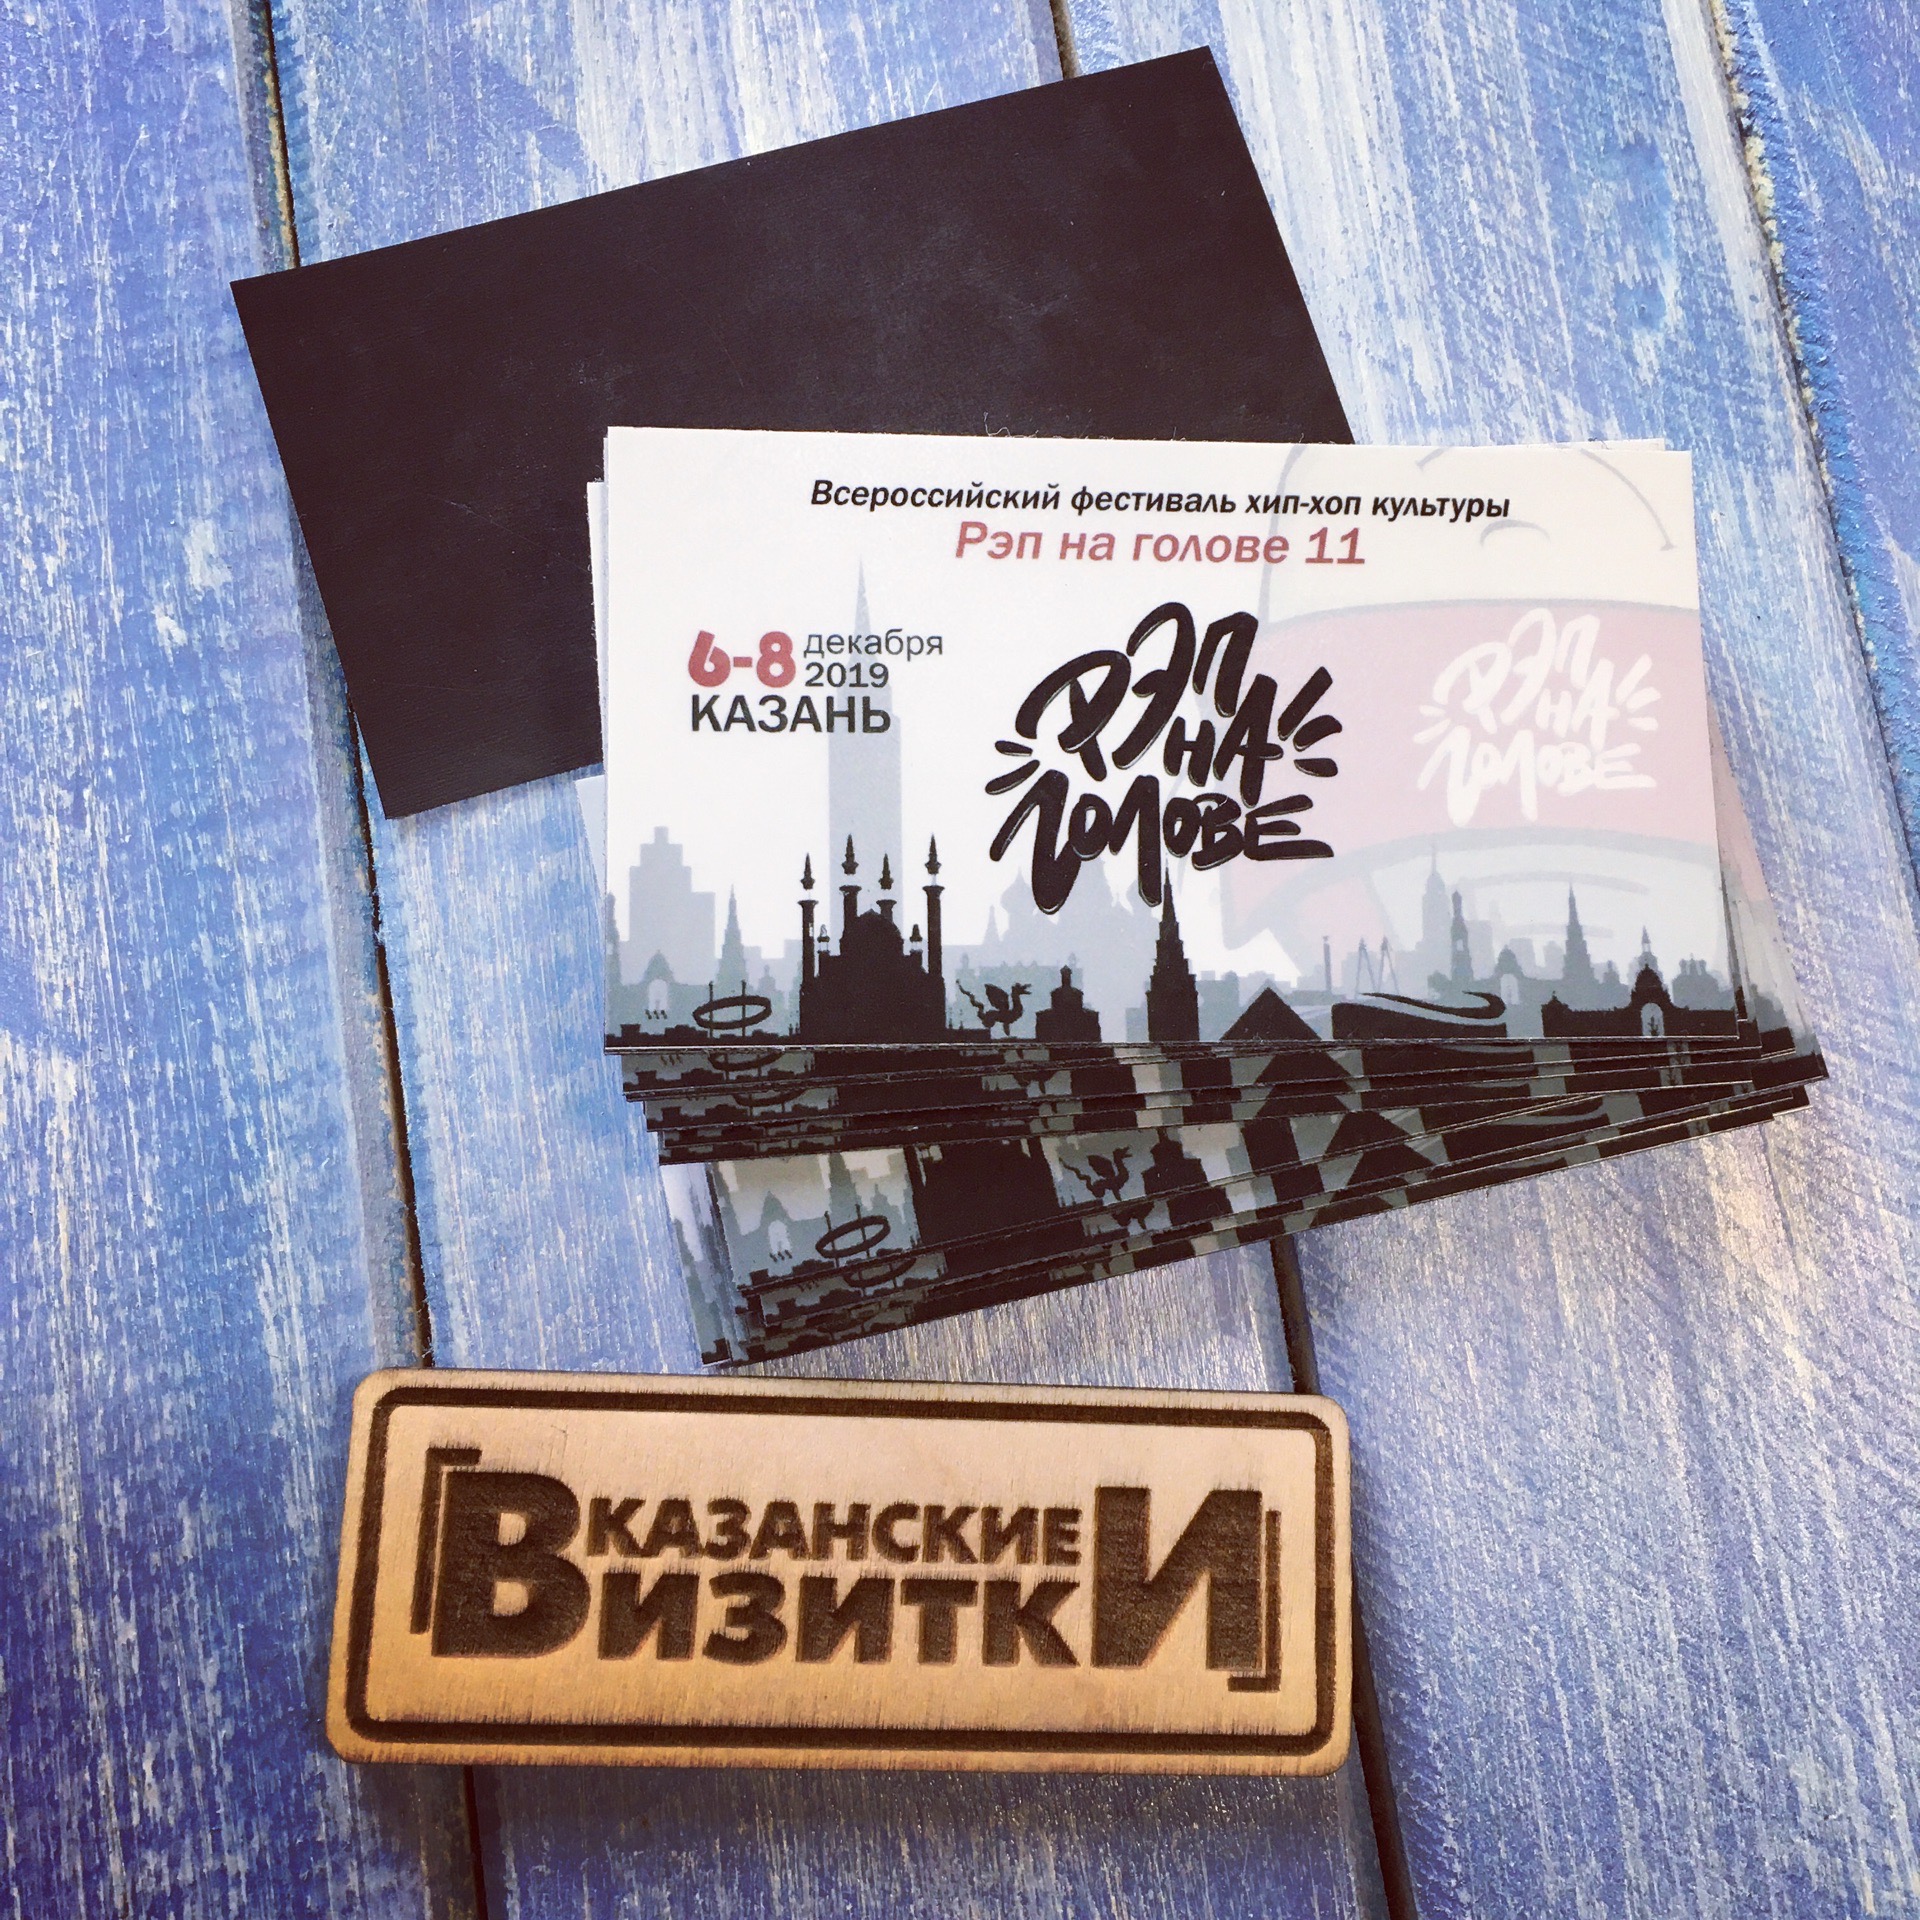 Всероссийский фестиваль хип-хоп культуры
Рэп на голове 11
6-8 декабря
2019
КАЗАНЬ
РЭП
НА
ГОЛОВЕ
РЭП
НА
ГОЛОВЕ
КАЗАНСКИЕ
ВИЗИТКИ